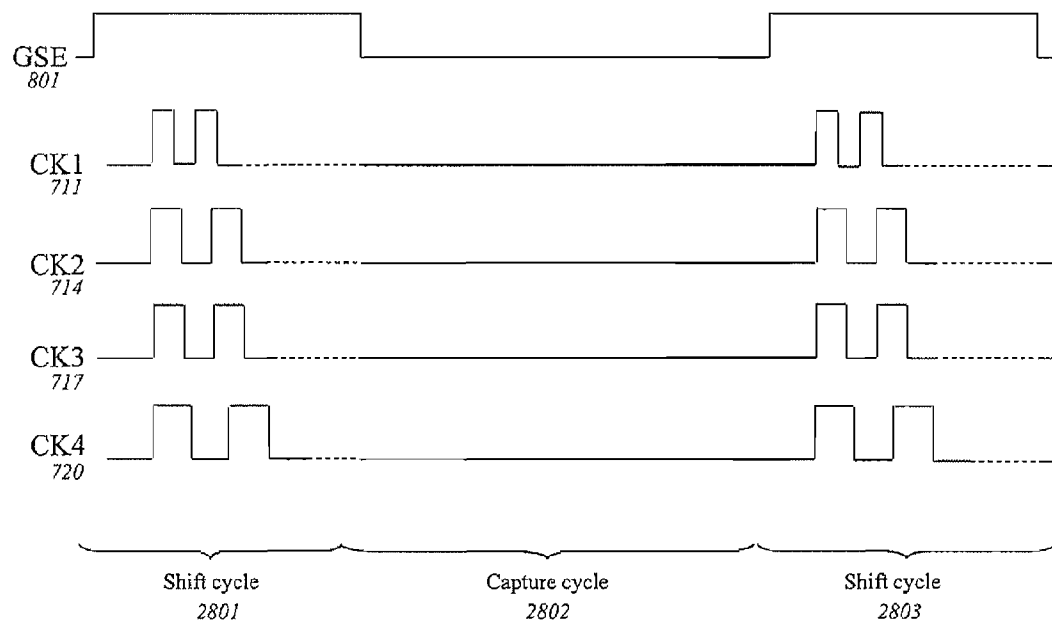 GSE
801
CK1
711
CK2
714
CK3
717
CK4
720
Shift cycle
2801
Capture cycle
2802
Shift cycle
2803